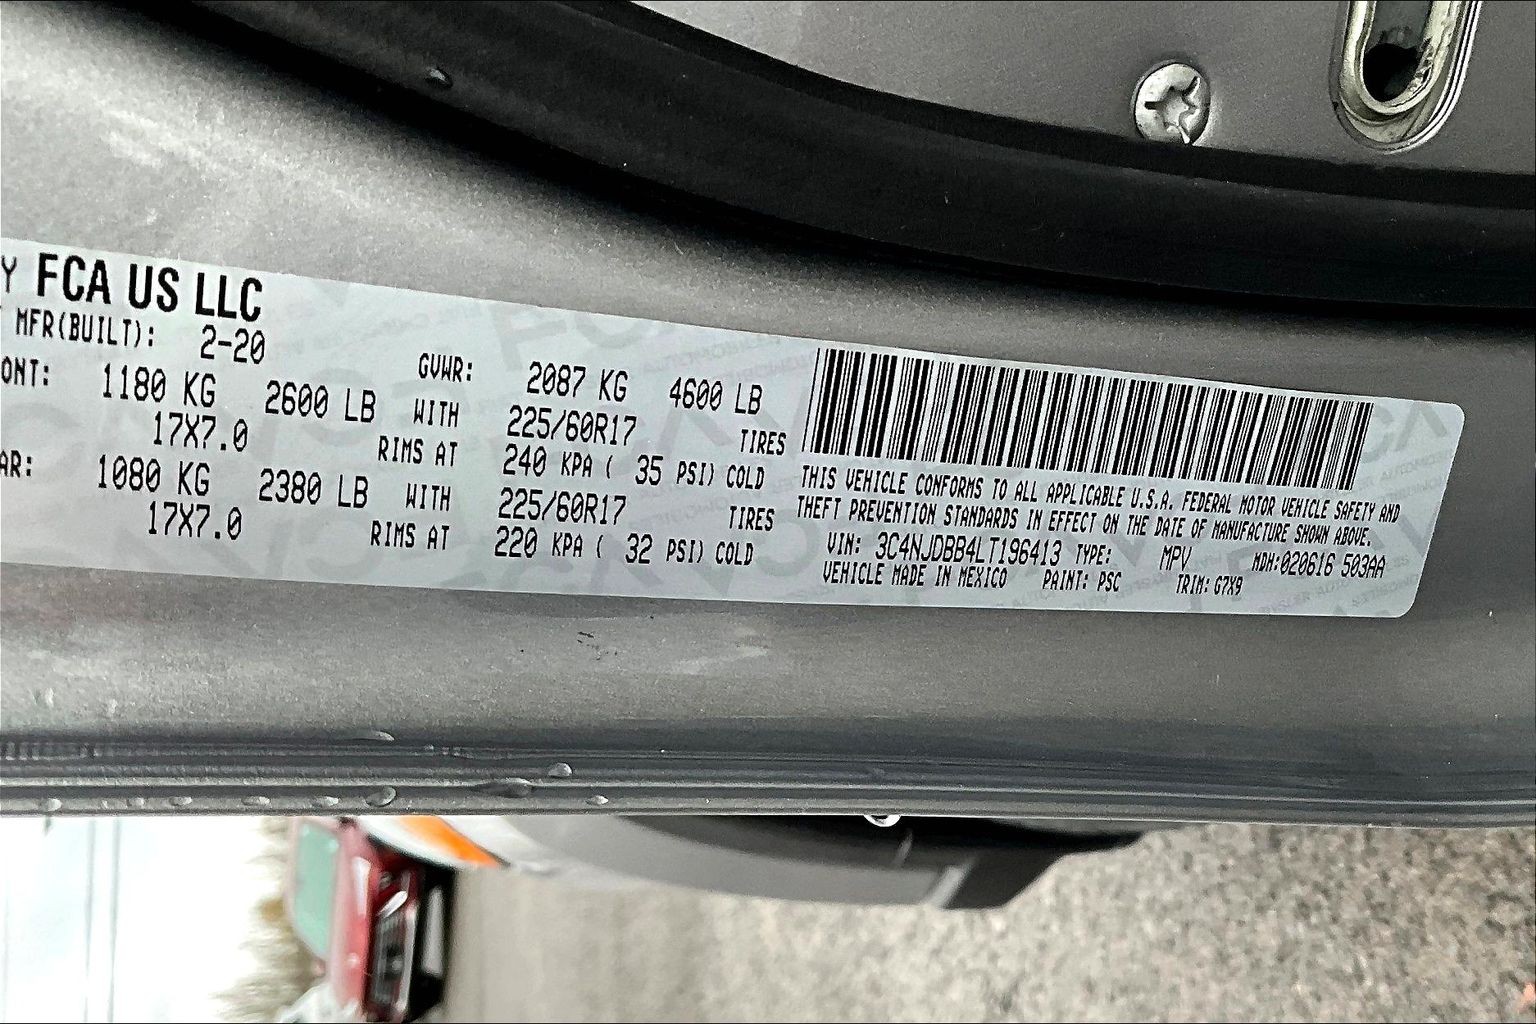 Y FCA US LLC
MFR(BUILT): 2-20
GVWR: 2087 KG 4600 LB
ONT: 1180 KG 2600 LB WITH 225/60R17 TIRES
17X7.0 RIMS AT 240 KPA ( 35 PSI) COLD
AR: 1080 KG 2380 LB WITH 225/60R17 TIRES
17X7.0 RIMS AT 220 KPA ( 32 PSI) COLD
THIS VEHICLE CONFORMS TO ALL APPLICABLE U.S.A. FEDERAL MOTOR VEHICLE SAFETY AND
THEFT PREVENTION STANDARDS IN EFFECT ON THE DATE OF MANUFACTURE SHOWN ABOVE.
VIN: 3C4NJDBB4LT196413 TYPE: MPV MDH:020616 503AA
VEHICLE MADE IN MEXICO PAINT: PSC TRIM: G7X9